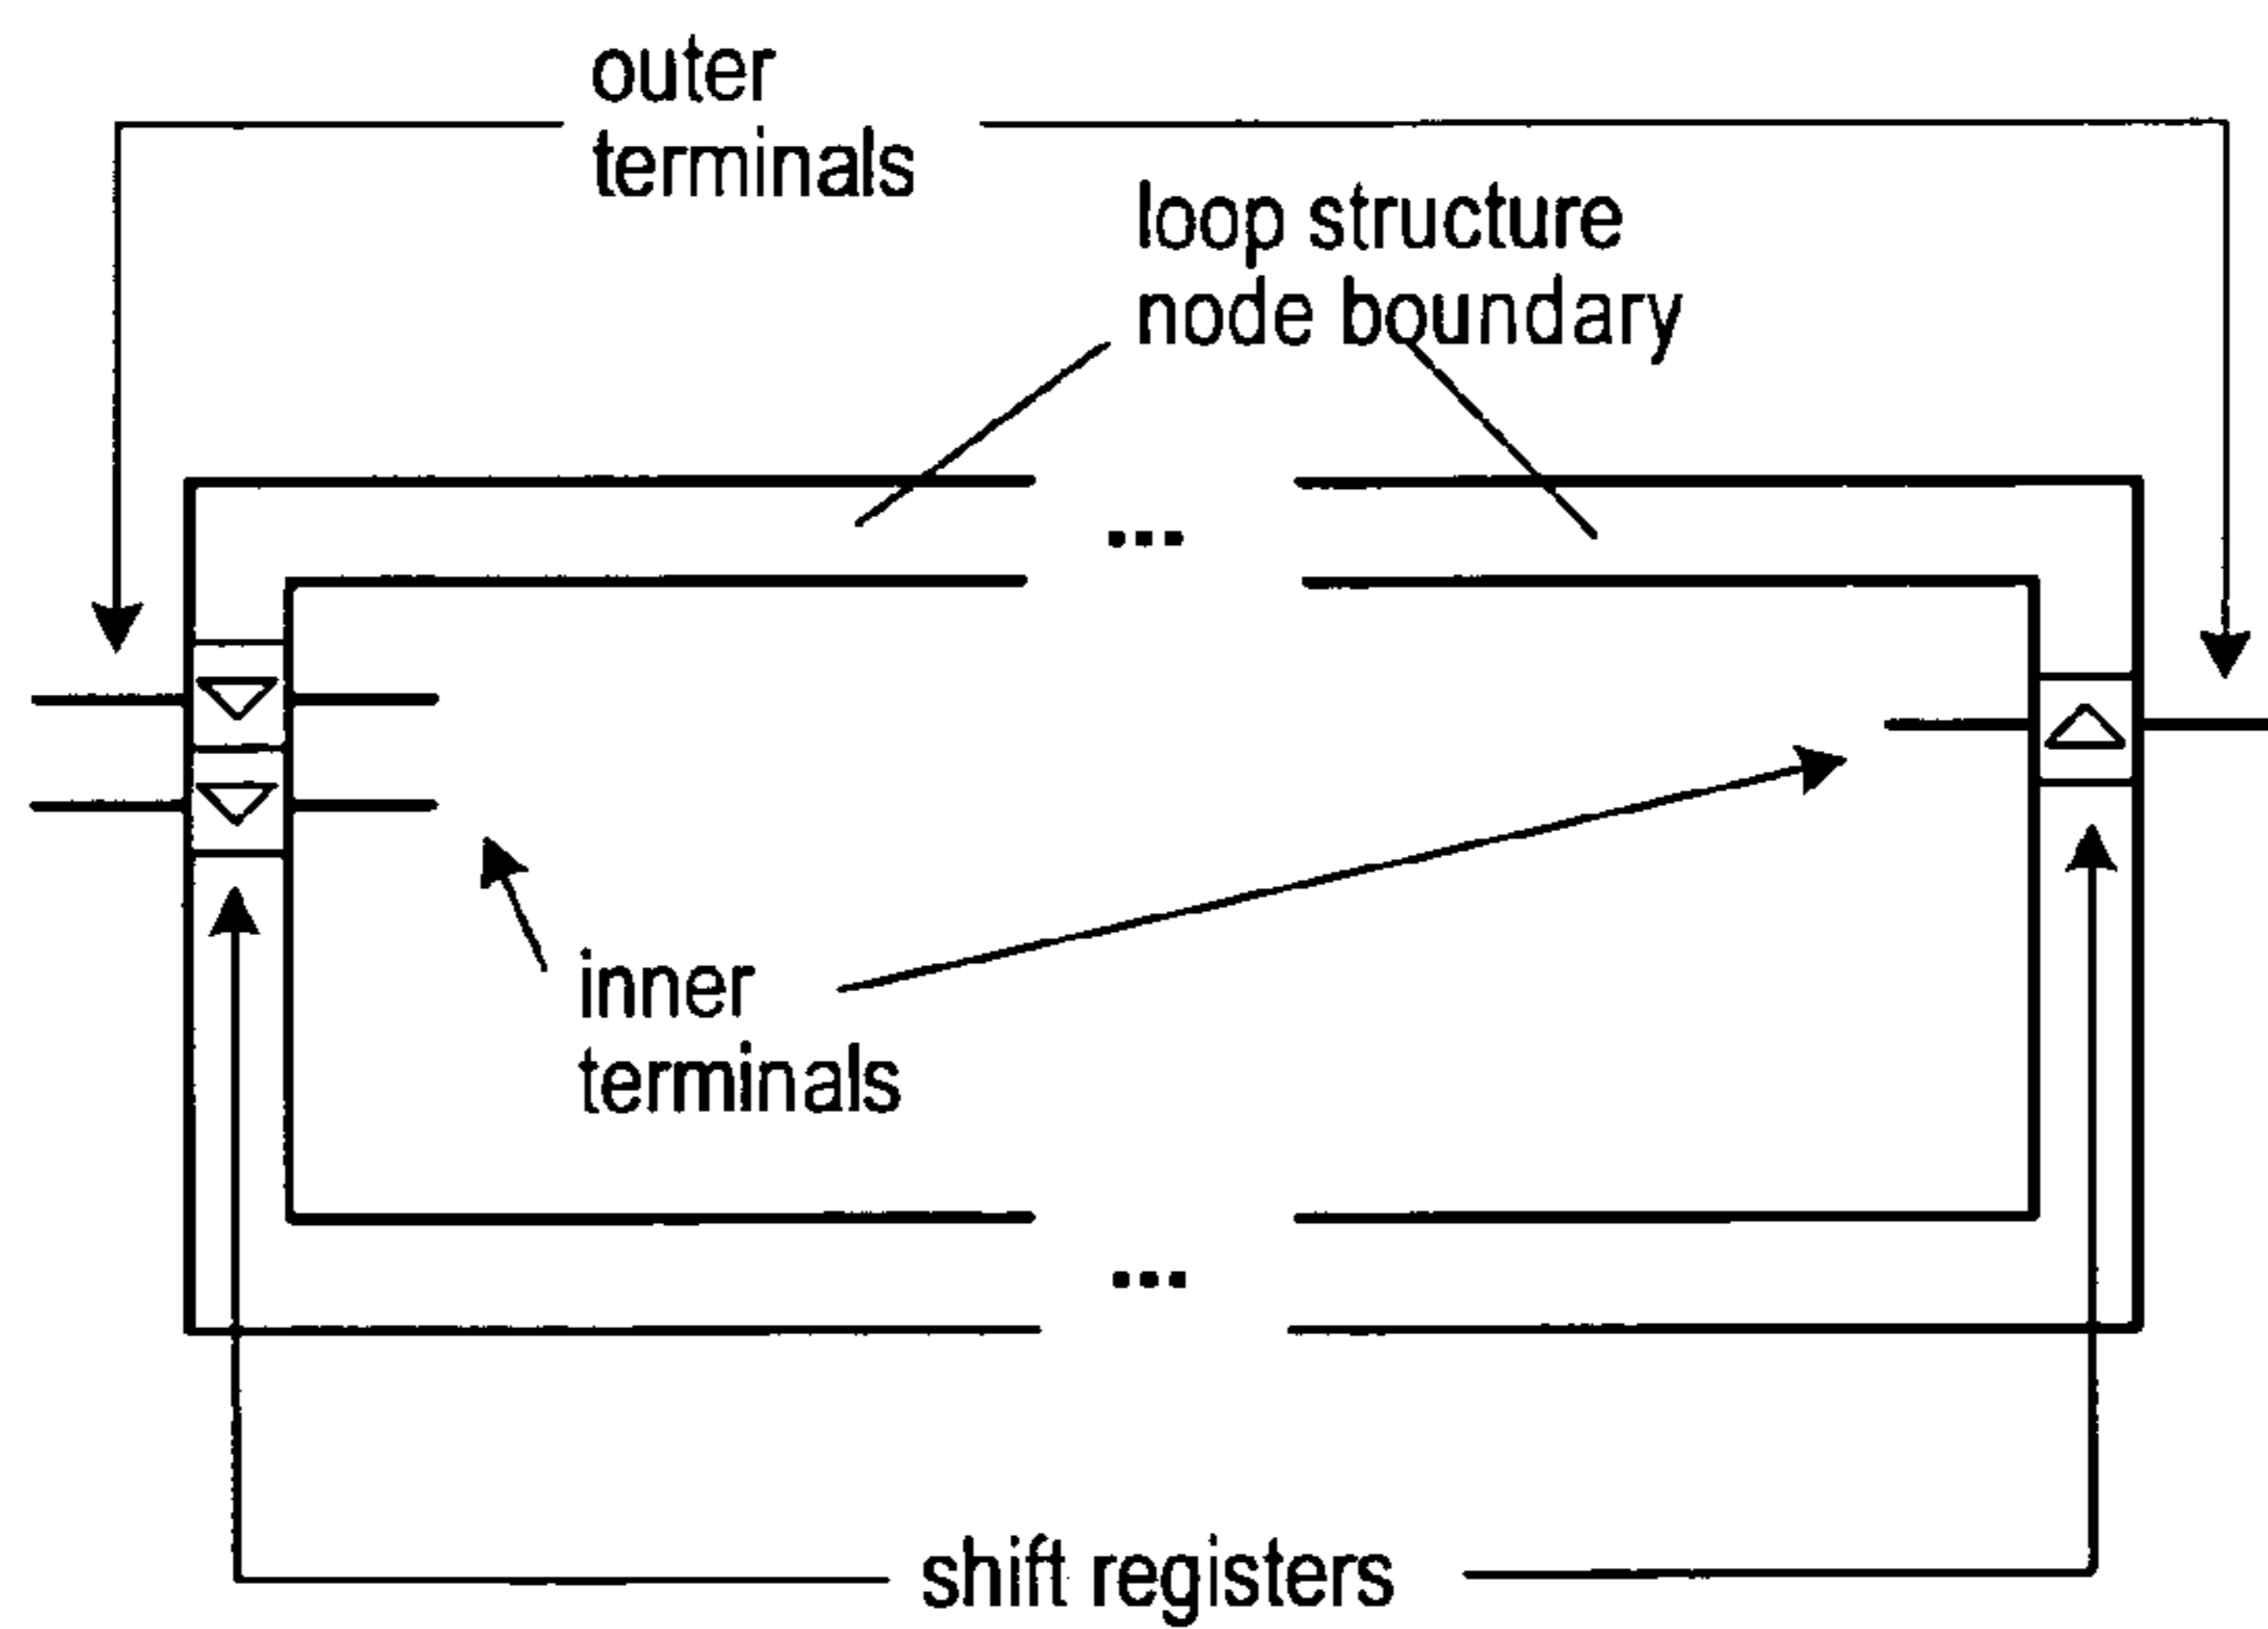 outer
terminals
loop structure
node boundary
...
inner
terminals
...
shift registers